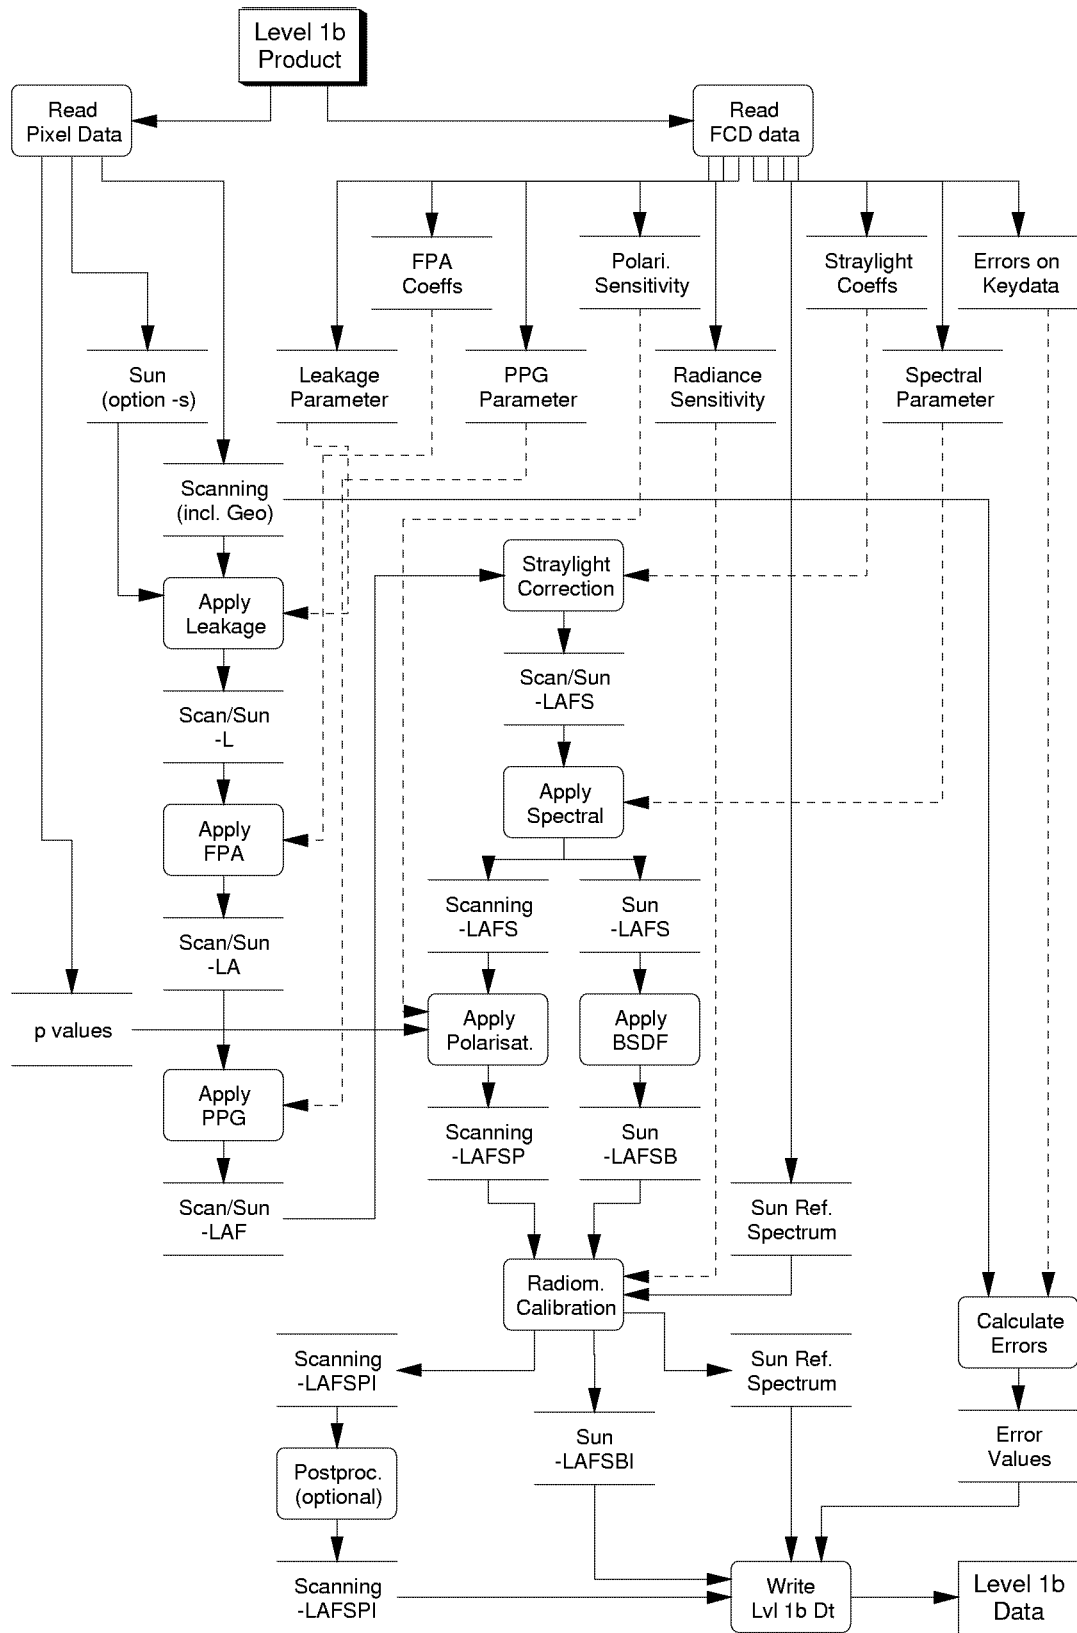 Level 1b
Product
Read
Pixel Data
Read
FCD data
FPA
Coeffs
Polari.
Sensitivity
Straylight
Coeffs
Errors on
Keydata
Sun
(option -s)
Leakage
Parameter
PPG
Parameter
Radiance
Sensitivity
Spectral
Parameter
Scanning
(incl. Geo)
Straylight
Correction
Apply
Leakage
Scan/Sun
-LAFS
Scan/Sun
-L
Apply
Spectral
Apply
FPA
Scanning
-LAFS
Sun
-LAFS
Scan/Sun
-LA
p values
Apply
Polarisat.
Apply
BSDF
Apply
PPG
Scanning
-LAFSP
Sun
-LAFSB
Scan/Sun
-LAF
Sun Ref.
Spectrum
Radiom.
Calibration
Calculate
Errors
Scanning
-LAFSPI
Sun Ref.
Spectrum
Sun
-LAFSBI
Error
Values
Postproc.
(optional)
Scanning
-LAFSPI
Write
Lvl 1b Dt
Level 1b
Data